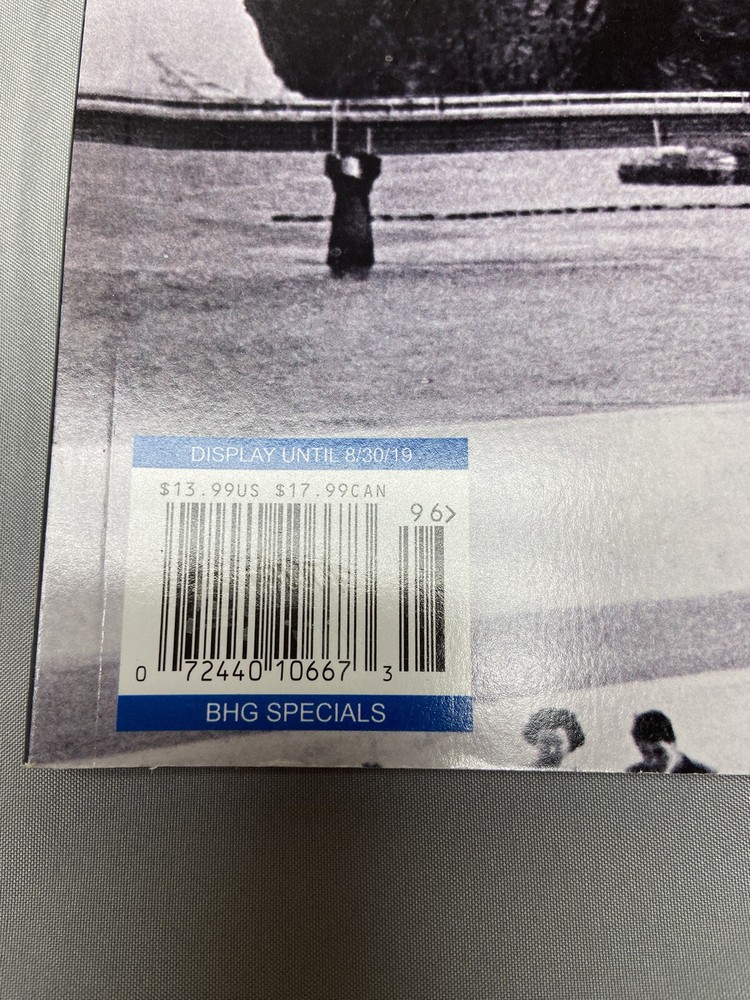 DISPLAY UNTIL 8/30/19
$13.99US $17.99CAN
96>
0 72440 10667 3
BHG SPECIALS